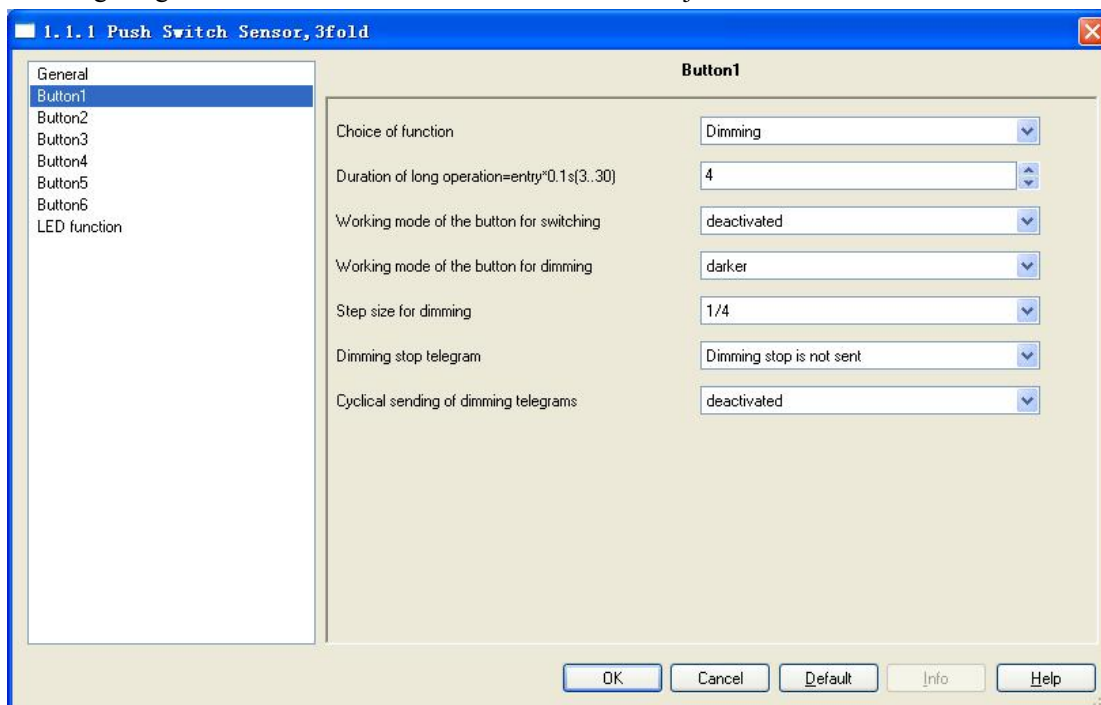 1.1.1 Push Switch Sensor,3fold
General
Button1
Button2
Button3
Button4
Button5
Button6
LED function
Button1
Choice of function Dimming
Duration of long operation=entry*0.1s(3..30) 4
Working mode of the button for switching deactivated
Working mode of the button for dimming darker
Step size for dimming 1/4
Dimming stop telegram Dimming stop is not sent
Cyclical sending of dimming telegrams deactivated
OK Cancel Default Info Help